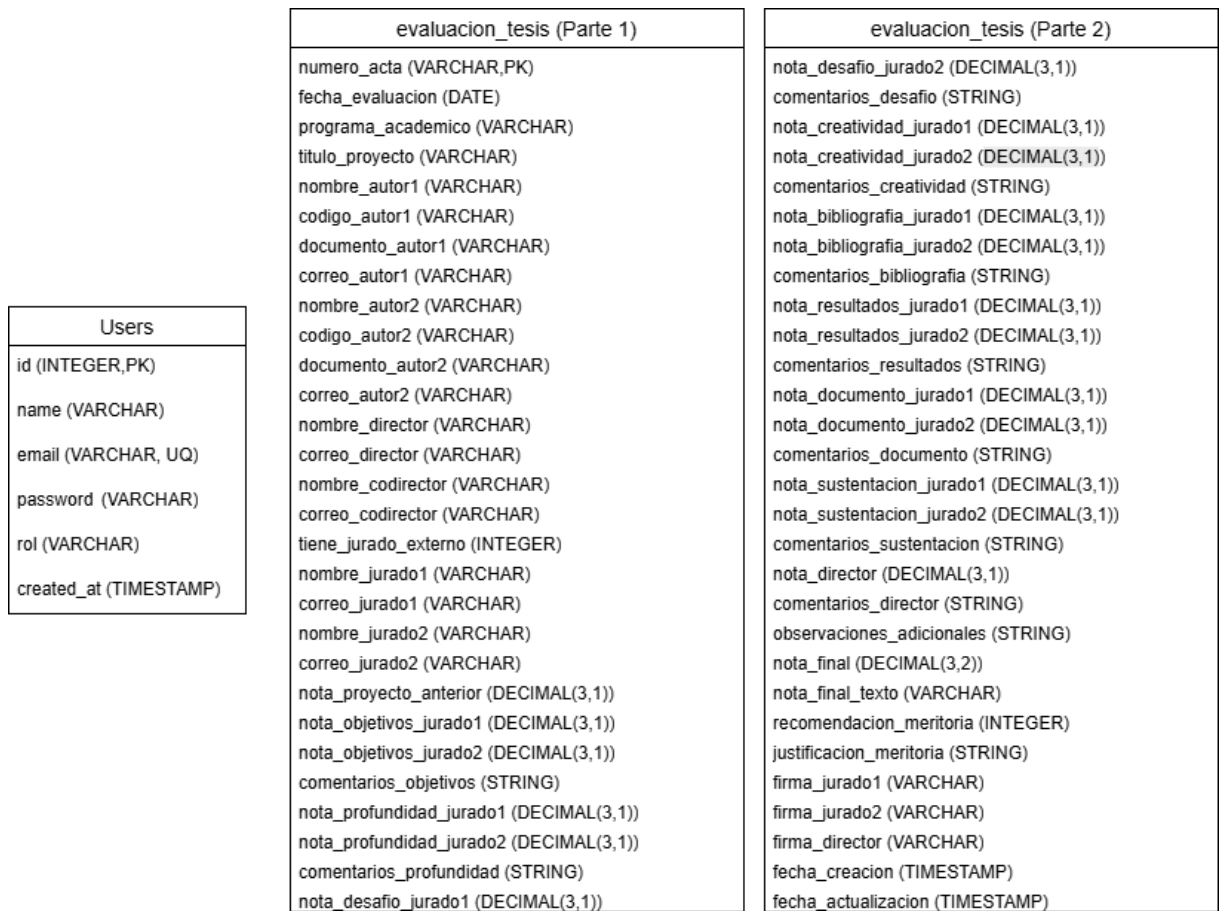 Users
id (INTEGER,PK)
name (VARCHAR)
email (VARCHAR, UQ)
password (VARCHAR)
rol (VARCHAR)
created_at (TIMESTAMP)
evaluacion_tesis (Parte 1)
numero_acta (VARCHAR,PK)
fecha_evaluacion (DATE)
programa_academico (VARCHAR)
titulo_proyecto (VARCHAR)
nombre_autor1 (VARCHAR)
codigo_autor1 (VARCHAR)
documento_autor1 (VARCHAR)
correo_autor1 (VARCHAR)
nombre_autor2 (VARCHAR)
codigo_autor2 (VARCHAR)
documento_autor2 (VARCHAR)
correo_autor2 (VARCHAR)
nombre_director (VARCHAR)
correo_director (VARCHAR)
nombre_codirector (VARCHAR)
correo_codirector (VARCHAR)
tiene_jurado_externo (INTEGER)
nombre_jurado1 (VARCHAR)
correo_jurado1 (VARCHAR)
nombre_jurado2 (VARCHAR)
correo_jurado2 (VARCHAR)
nota_proyecto_anterior (DECIMAL(3,1))
nota_objetivos_jurado1 (DECIMAL(3,1))
nota_objetivos_jurado2 (DECIMAL(3,1))
comentarios_objetivos (STRING)
nota_profundidad_jurado1 (DECIMAL(3,1))
nota_profundidad_jurado2 (DECIMAL(3,1))
comentarios_profundidad (STRING)
nota_desafio_jurado1 (DECIMAL(3,1))
evaluacion_tesis (Parte 2)
nota_desafio_jurado2 (DECIMAL(3,1))
comentarios_desafio (STRING)
nota_creatividad_jurado1 (DECIMAL(3,1))
nota_creatividad_jurado2 (DECIMAL(3,1))
comentarios_creatividad (STRING)
nota_bibliografia_jurado1 (DECIMAL(3,1))
nota_bibliografia_jurado2 (DECIMAL(3,1))
comentarios_bibliografia (STRING)
nota_resultados_jurado1 (DECIMAL(3,1))
nota_resultados_jurado2 (DECIMAL(3,1))
comentarios_resultados (STRING)
nota_documento_jurado1 (DECIMAL(3,1))
nota_documento_jurado2 (DECIMAL(3,1))
comentarios_documento (STRING)
nota_sustentacion_jurado1 (DECIMAL(3,1))
nota_sustentacion_jurado2 (DECIMAL(3,1))
comentarios_sustentacion (STRING)
nota_director (DECIMAL(3,1))
comentarios_director (STRING)
observaciones_adicionales (STRING)
nota_final (DECIMAL(3,2))
nota_final_texto (VARCHAR)
recomendacion_meritoria (INTEGER)
justificacion_meritoria (STRING)
firma_jurado1 (VARCHAR)
firma_jurado2 (VARCHAR)
firma_director (VARCHAR)
fecha_creacion (TIMESTAMP)
fecha_actualizacion (TIMESTAMP)